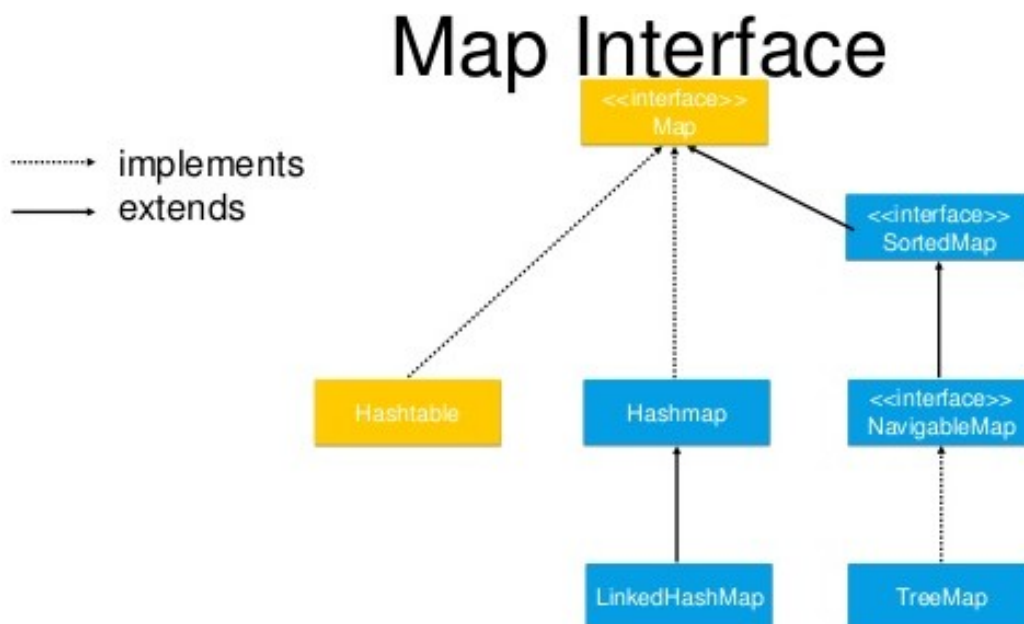 Map Interface
<<interface>>
Map
implements
extends
<<interface>>
SortedMap
Hashtable
Hashmap
<<interface>>
NavigableMap
LinkedHashMap
TreeMap